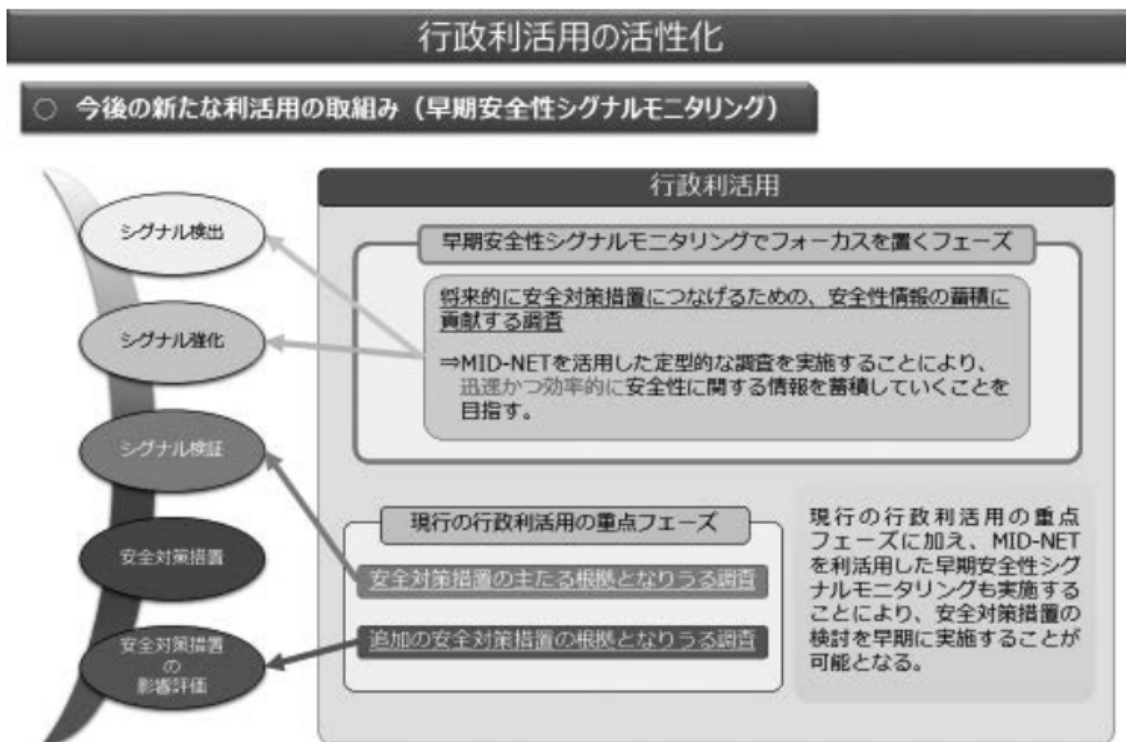 行政利活用の活性化
○ 今後の新たな利活用の取組み（早期安全性シグナルモニタリング）
シグナル検出
シグナル強化
シグナル検証
安全対策措置
安全対策措置
の
影響評価
行政利活用
早期安全性シグナルモニタリングでフォーカスを置くフェーズ
将来的に安全対策措置につなげるための、安全性情報の蓄積に
貢献する調査
⇒MID-NETを活用した定型的な調査を実施することにより、
迅速かつ効率的に安全性に関する情報を蓄積していくことを
目指す。
現行の行政利活用の重点フェーズ
安全対策措置の主たる根拠となりうる調査
追加の安全対策措置の根拠となりうる調査
現行の行政利活用の重点
フェーズに加え、MID-NET
を利活用した早期安全性シグ
ナルモニタリングも実施する
ことにより、安全対策措置の
検討を早期に実施することが
可能となる。